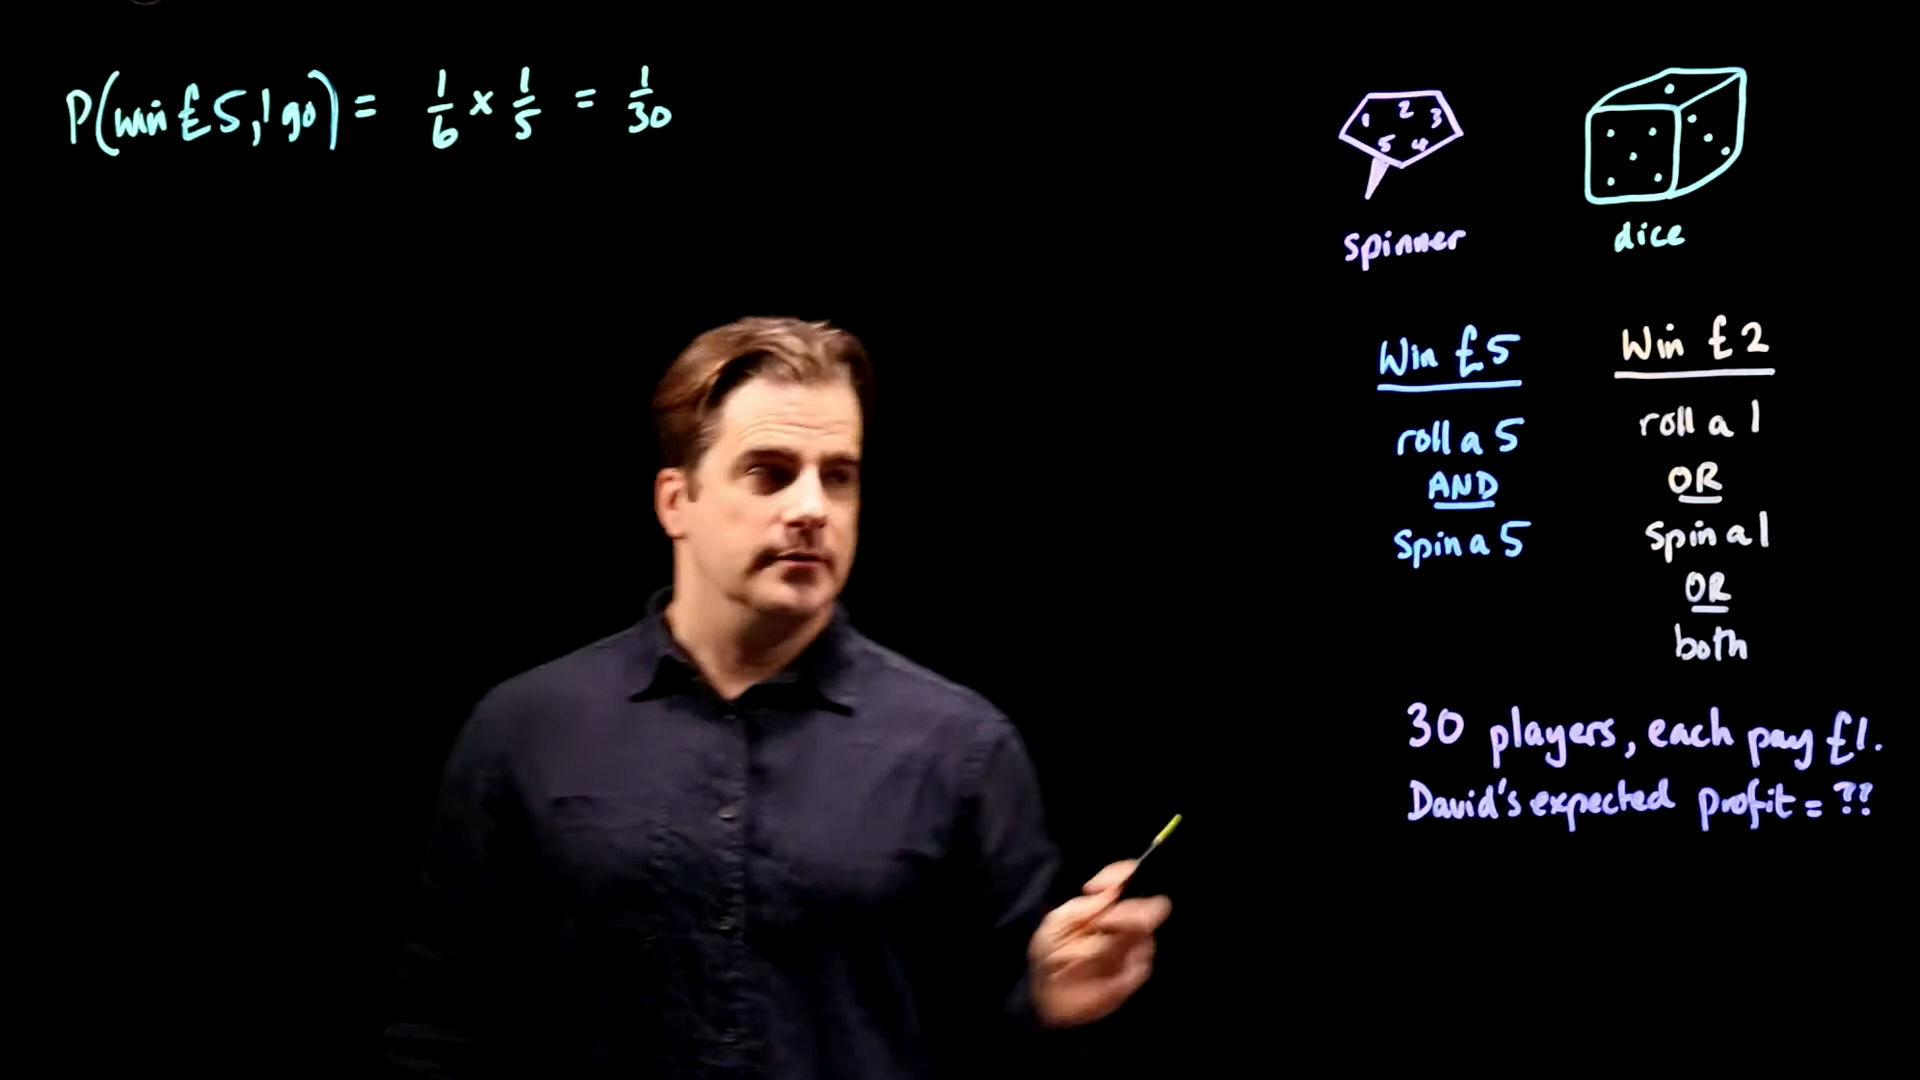 P(win £5, 1 go) = 1/6 x 1/5 = 1/30
1 2 3
5 4
spinner
dice
Win £5
roll a 5
AND
spin a 5
Win £2
roll a 1
OR
spin a 1
OR
both
30 players, each pay £1.
David's expected profit = ??